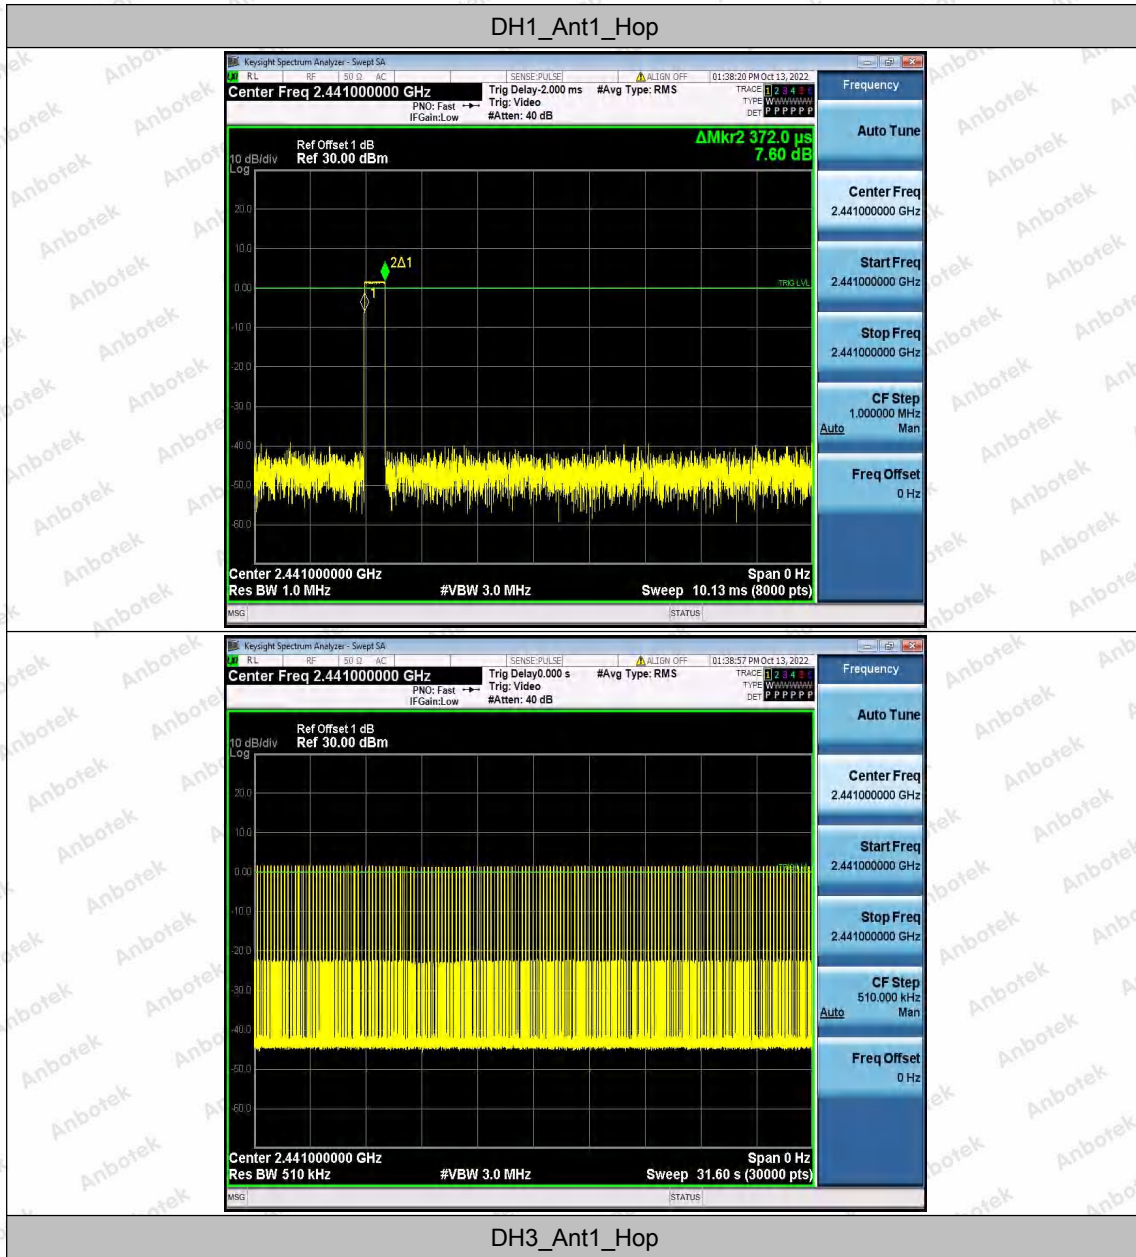 DH1_Ant1_Hop
Keysight Spectrum Analyzer - Swept SA
RL RF 50 Ω AC SENSE:PULSE ALIGN OFF 01:38:20 PM Oct 13, 2022
Center Freq 2.441000000 GHz
PNO: Fast
IFGain:Low
Trig Delay-2.000 ms
Trig: Video
#Atten: 40 dB
#Avg Type: RMS
TRACE 1 2 3 4 5 6
TYPE WWWWWW
DET P P P P P P
Frequency
Auto Tune
Center Freq
2.441000000 GHz
Start Freq
2.441000000 GHz
Stop Freq
2.441000000 GHz
CF Step
1.000000 MHz
Auto Man
Freq Offset
0 Hz
ΔMkr2 372.0 µs
7.60 dB
Ref Offset 1 dB
10 dB/div Ref 30.00 dBm
Log
20.0
10.0
2Δ1
1
0.00
TRIG LVL
-10.0
-20.0
-30.0
-40.0
-50.0
-60.0
Center 2.441000000 GHz Span 0 Hz
Res BW 1.0 MHz #VBW 3.0 MHz Sweep 10.13 ms (8000 pts)
MSG STATUS
Keysight Spectrum Analyzer - Swept SA
RL RF 50 Ω AC SENSE:PULSE ALIGN OFF 01:38:57 PM Oct 13, 2022
Center Freq 2.441000000 GHz
PNO: Fast
IFGain:Low
Trig Delay0.000 s
Trig: Video
#Atten: 40 dB
#Avg Type: RMS
TRACE 1 2 3 4 5 6
TYPE WWWWWW
DET P P P P P P
Frequency
Auto Tune
Center Freq
2.441000000 GHz
Start Freq
2.441000000 GHz
Stop Freq
2.441000000 GHz
CF Step
510.000 kHz
Auto Man
Freq Offset
0 Hz
Ref Offset 1 dB
10 dB/div Ref 30.00 dBm
Log
20.0
10.0
0.00
TRIG LVL
-10.0
-20.0
-30.0
-40.0
-50.0
-60.0
Center 2.441000000 GHz Span 0 Hz
Res BW 510 kHz #VBW 3.0 MHz Sweep 31.60 s (30000 pts)
MSG STATUS
DH3_Ant1_Hop
Anbotek